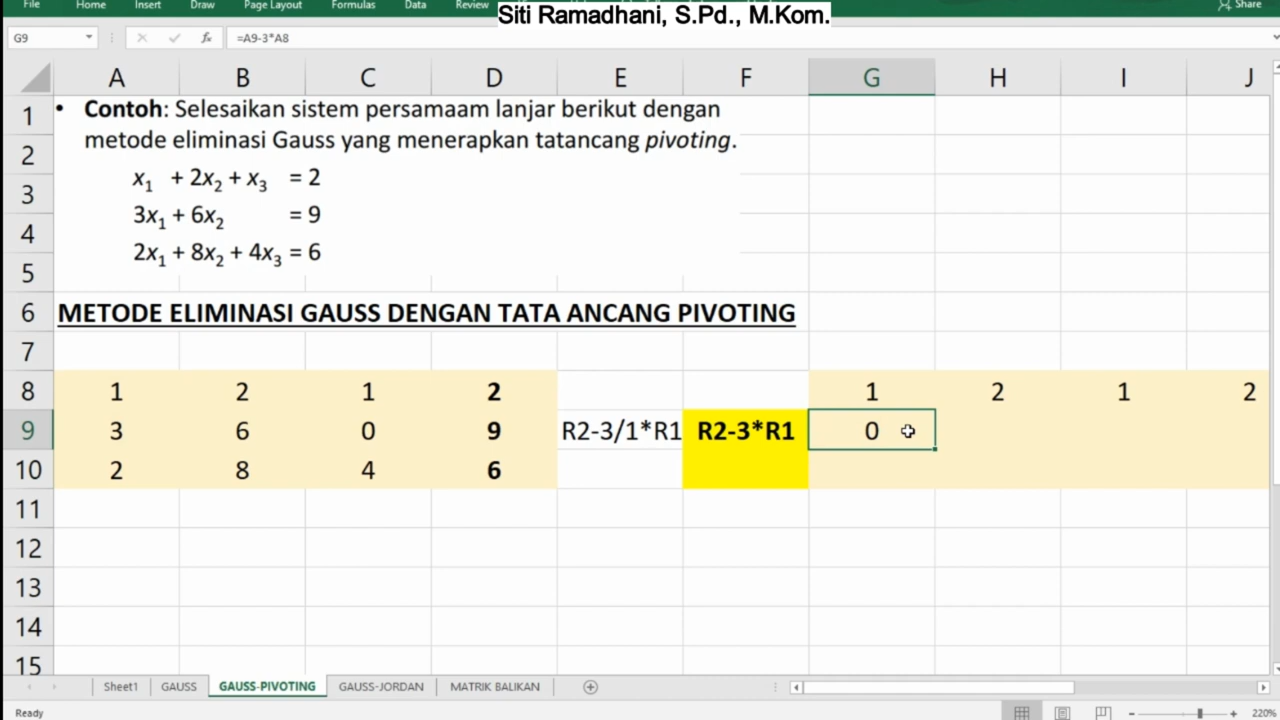 File Home Insert Draw Page Layout Formulas Data Review Share
Siti Ramadhani, S.Pd., M.Kom.
G9 fx =A9-3*A8
A B C D E F G H I J
1 • Contoh: Selesaikan sistem persamaam lanjar berikut dengan
2 metode eliminasi Gauss yang menerapkan tatancang pivoting.
3 x1 + 2x2 + x3 = 2
4 3x1 + 6x2 = 9
5 2x1 + 8x2 + 4x3 = 6
6 METODE ELIMINASI GAUSS DENGAN TATA ANCANG PIVOTING
7
8 1 2 1 2 1 2 1 2
9 3 6 0 9 R2-3/1*R1 R2-3*R1 0
10 2 8 4 6
11
12
13
14
15
Sheet1 GAUSS GAUSS-PIVOTING GAUSS-JORDAN MATRIK BALIKAN
Ready 220%